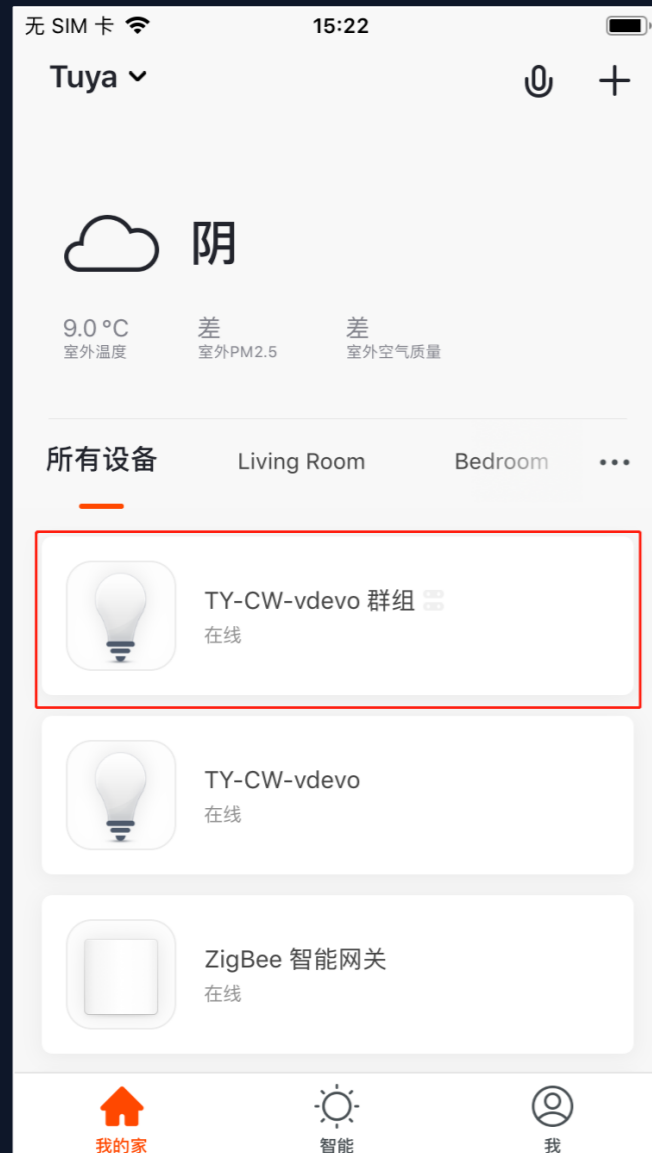 无 SIM 卡
15:22
Tuya
阴
9.0 °C
差
差
室外温度
室外PM2.5
室外空气质量
所有设备
Living Room
Bedroom
TY-CW-vdevo 群组
在线
TY-CW-vdevo
在线
ZigBee 智能网关
在线
我的家
智能
我